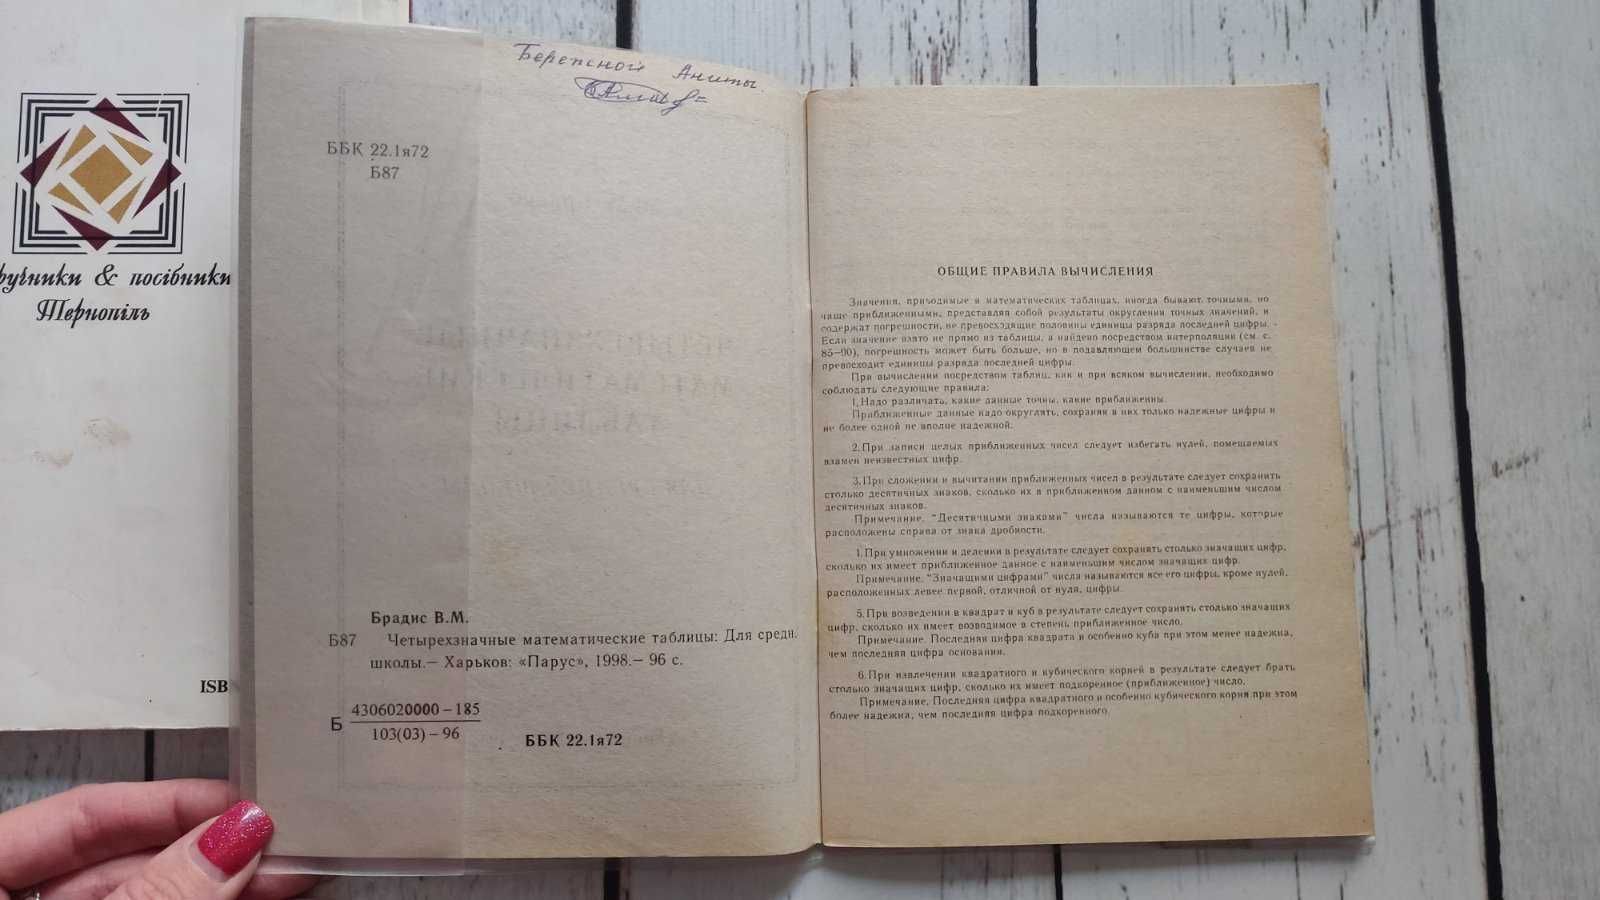 ручники & посібники
Тернопіль
ISB
Аниты.
ББК 22.1я72
Б87
Брадис В.М.
Б87 Четырехзначные математические таблицы: Для средн.
школы.– Харьков: «Парус», 1998.– 96 с.
Б 4306020000–185
103(03)–96
ББК 22.1я72
ОБЩИЕ ПРАВИЛА ВЫЧИСЛЕНИЯ
Значения, приводимые в математических таблицах, иногда бывают точными, но
чаще приближенными, представляя собой результаты округления точных значений, и
содержат погрешности, не превосходящие половины единицы разряда последней цифры.
Если значение взято не прямо из таблицы, а найдено посредством интерполяции (см. с.
85—90), погрешность может быть больше, но в подавляющем большинстве случаев не
превосходит единицы разряда последней цифры.
При вычислении посредством таблиц, как и при всяком вычислении, необходимо
соблюдать следующие правила:
1. Надо различать, какие данные точны, какие приближенны.
Приближенные данные надо округлять, сохраняя в них только надежные цифры и
не более одной не вполне надежной.
2. При записи целых приближенных чисел следует избегать нулей, помещаемых
взамен неизвестных цифр.
3. При сложении и вычитании приближенных чисел в результате следует сохранять
столько десятичных знаков, сколько их в приближенном данном с наименьшим числом
десятичных знаков.
Примечание. “Десятичными знаками” числа называются те цифры, которые
расположены справа от знака дробности.
4. При умножении и делении в результате следует сохранять столько значащих цифр,
сколько их имеет приближенное данное с наименьшим числом значащих цифр.
Примечание. “Значащими цифрами” числа называются все его цифры, кроме нулей,
расположенных левее первой, отличной от нуля, цифры.
5. При возведении в квадрат и куб в результате следует сохранять столько значащих
цифр, сколько их имеет возводимое в степень приближенное число.
Примечание. Последняя цифра квадрата и особенно куба при этом менее надежна,
чем последняя цифра основания.
6. При извлечении квадратного и кубического корней в результате следует брать
столько значащих цифр, сколько их имеет подкоренное (приближенное) число.
Примечание. Последняя цифра квадратного и особенно кубического корня при этом
более надежна, чем последняя цифра подкоренного.